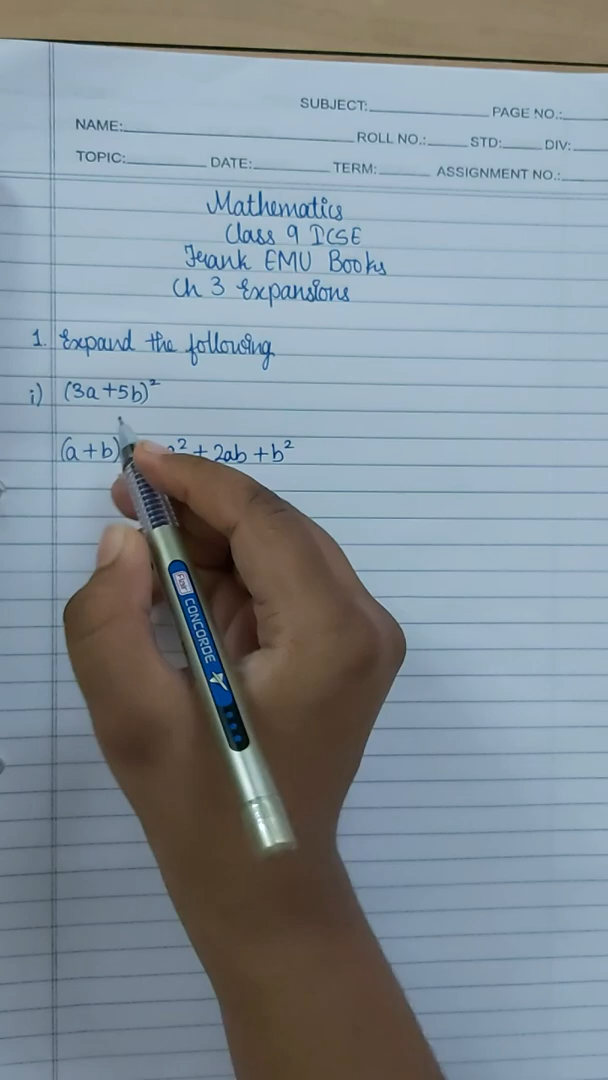 SUBJECT: PAGE NO.:
NAME: ROLL NO.: STD: DIV:
TOPIC: DATE: TERM: ASSIGNMENT NO.:
Mathematics
Class 9 ICSE
Frank EMU Books
Ch 3 Expansions
1. Expand the following
i) (3a+5b)²
(a+b) a² + 2ab + b²
CONCORDE